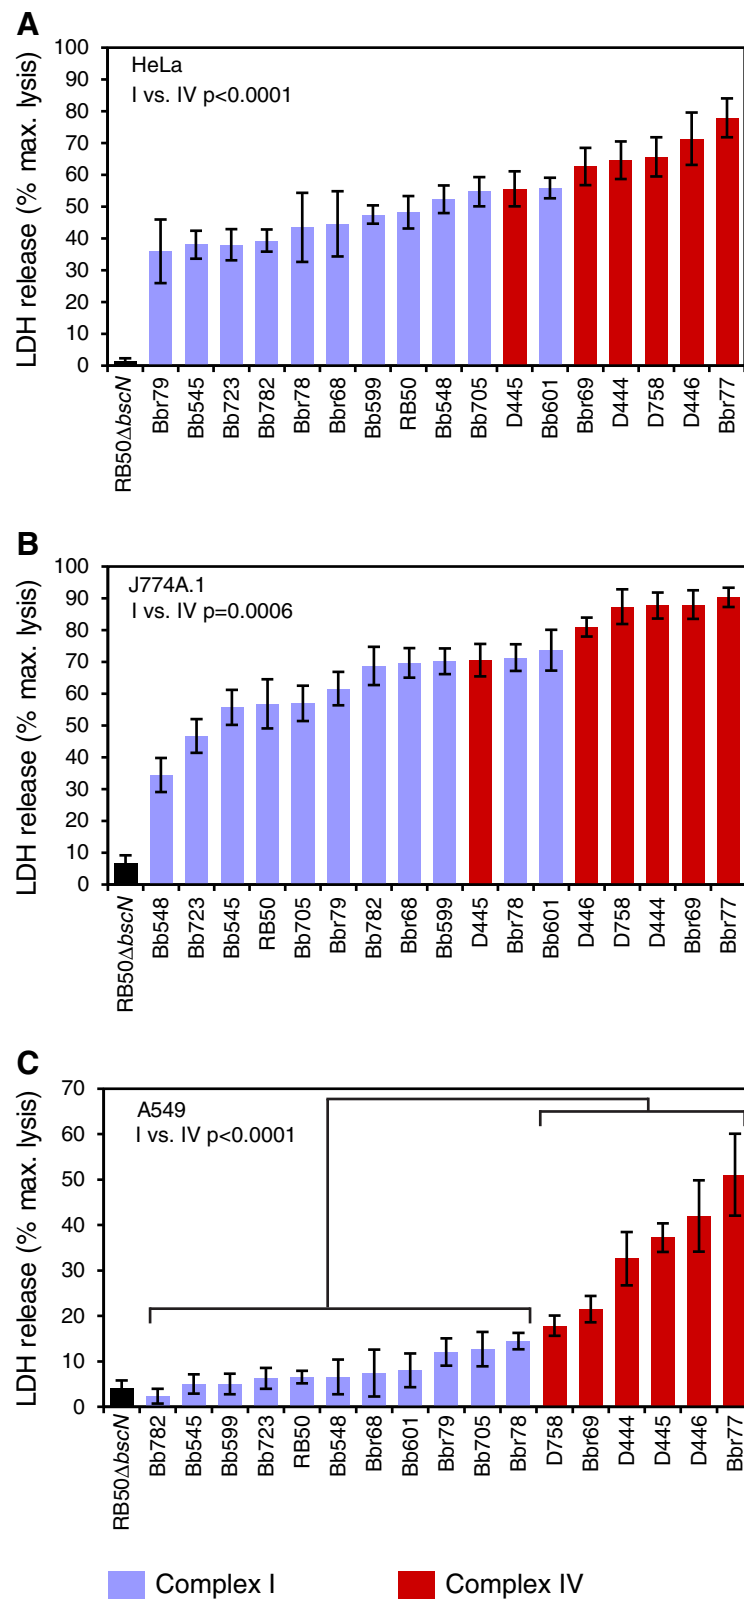 A
LDH release (% max. lysis)
100
90
80
70
60
50
40
30
20
10
0
HeLa
I vs. IV p<0.0001
RB50ΔbscN
Bbr79
Bb545
Bb723
Bb782
Bbr78
Bbr68
Bb599
RB50
Bb548
Bb705
D445
Bb601
Bbr69
D444
D758
D446
Bbr77
B
LDH release (% max. lysis)
100
90
80
70
60
50
40
30
20
10
0
J774A.1
I vs. IV p=0.0006
RB50ΔbscN
Bb548
Bb723
Bb545
RB50
Bb705
Bbr79
Bb782
Bbr68
Bb599
D445
Bbr78
Bb601
D446
D758
D444
Bbr69
Bbr77
C
LDH release (% max. lysis)
70
60
50
40
30
20
10
0
A549
I vs. IV p<0.0001
RB50ΔbscN
Bb782
Bb545
Bb599
Bb723
RB50
Bb548
Bbr68
Bb601
Bbr79
Bb705
Bbr78
D758
Bbr69
D444
D445
D446
Bbr77
Complex I
Complex IV